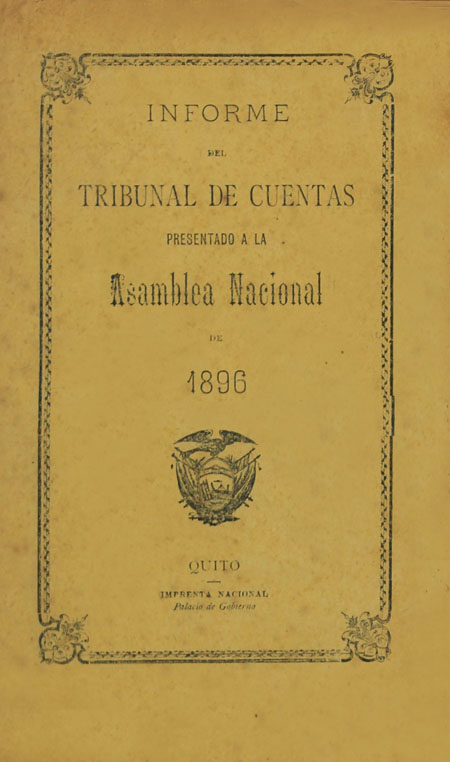 INFORME
DEL
TRIBUNAL DE CUENTAS
PRESENTADO A LA
Asamblea Nacional
DE
1896
QUITO
IMPRENTA NACIONAL
Palacio de Gobierno